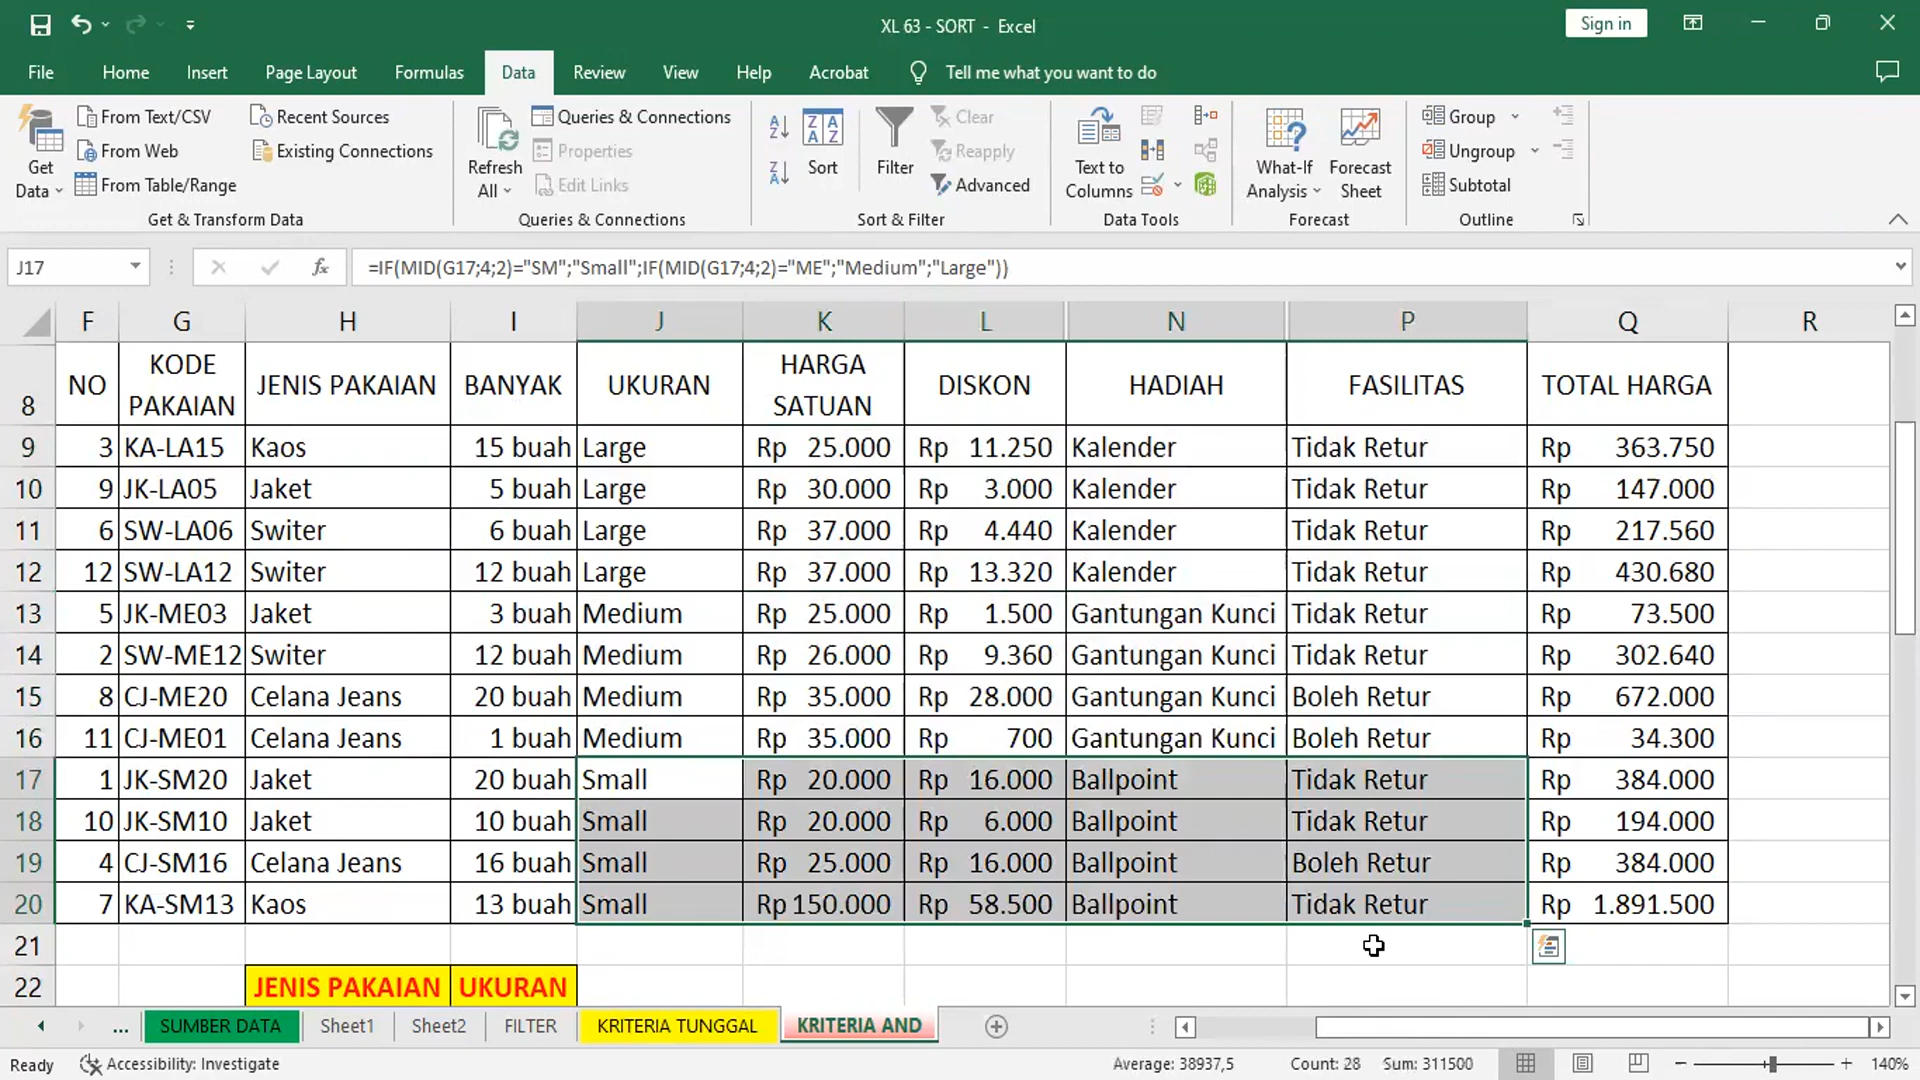 XL 63 - SORT - Excel
Sign in
File Home Insert Page Layout Formulas Data Review View Help Acrobat Tell me what you want to do
Get Data
From Text/CSV
From Web
From Table/Range
Recent Sources
Existing Connections
Get & Transform Data
Refresh All
Queries & Connections
Properties
Edit Links
Queries & Connections
Sort
Filter
Clear
Reapply
Advanced
Sort & Filter
Text to Columns
Data Tools
What-If Analysis
Forecast Sheet
Forecast
Group
Ungroup
Subtotal
Outline
J17 fx =IF(MID(G17;4;2)="SM";"Small";IF(MID(G17;4;2)="ME";"Medium";"Large"))
F G H I J K L N P Q R
8 NO KODE PAKAIAN JENIS PAKAIAN BANYAK UKURAN HARGA SATUAN DISKON HADIAH FASILITAS TOTAL HARGA
9 3 KA-LA15 Kaos 15 buah Large Rp 25.000 Rp 11.250 Kalender Tidak Retur Rp 363.750
10 9 JK-LA05 Jaket 5 buah Large Rp 30.000 Rp 3.000 Kalender Tidak Retur Rp 147.000
11 6 SW-LA06 Switer 6 buah Large Rp 37.000 Rp 4.440 Kalender Tidak Retur Rp 217.560
12 12 SW-LA12 Switer 12 buah Large Rp 37.000 Rp 13.320 Kalender Tidak Retur Rp 430.680
13 5 JK-ME03 Jaket 3 buah Medium Rp 25.000 Rp 1.500 Gantungan Kunci Tidak Retur Rp 73.500
14 2 SW-ME12 Switer 12 buah Medium Rp 26.000 Rp 9.360 Gantungan Kunci Tidak Retur Rp 302.640
15 8 CJ-ME20 Celana Jeans 20 buah Medium Rp 35.000 Rp 28.000 Gantungan Kunci Boleh Retur Rp 672.000
16 11 CJ-ME01 Celana Jeans 1 buah Medium Rp 35.000 Rp 700 Gantungan Kunci Boleh Retur Rp 34.300
17 1 JK-SM20 Jaket 20 buah Small Rp 20.000 Rp 16.000 Ballpoint Tidak Retur Rp 384.000
18 10 JK-SM10 Jaket 10 buah Small Rp 20.000 Rp 6.000 Ballpoint Tidak Retur Rp 194.000
19 4 CJ-SM16 Celana Jeans 16 buah Small Rp 25.000 Rp 16.000 Ballpoint Boleh Retur Rp 384.000
20 7 KA-SM13 Kaos 13 buah Small Rp 150.000 Rp 58.500 Ballpoint Tidak Retur Rp 1.891.500
21
22 JENIS PAKAIAN UKURAN
... SUMBER DATA Sheet1 Sheet2 FILTER KRITERIA TUNGGAL KRITERIA AND
Ready Accessibility: Investigate Average: 38937,5 Count: 28 Sum: 311500 140%